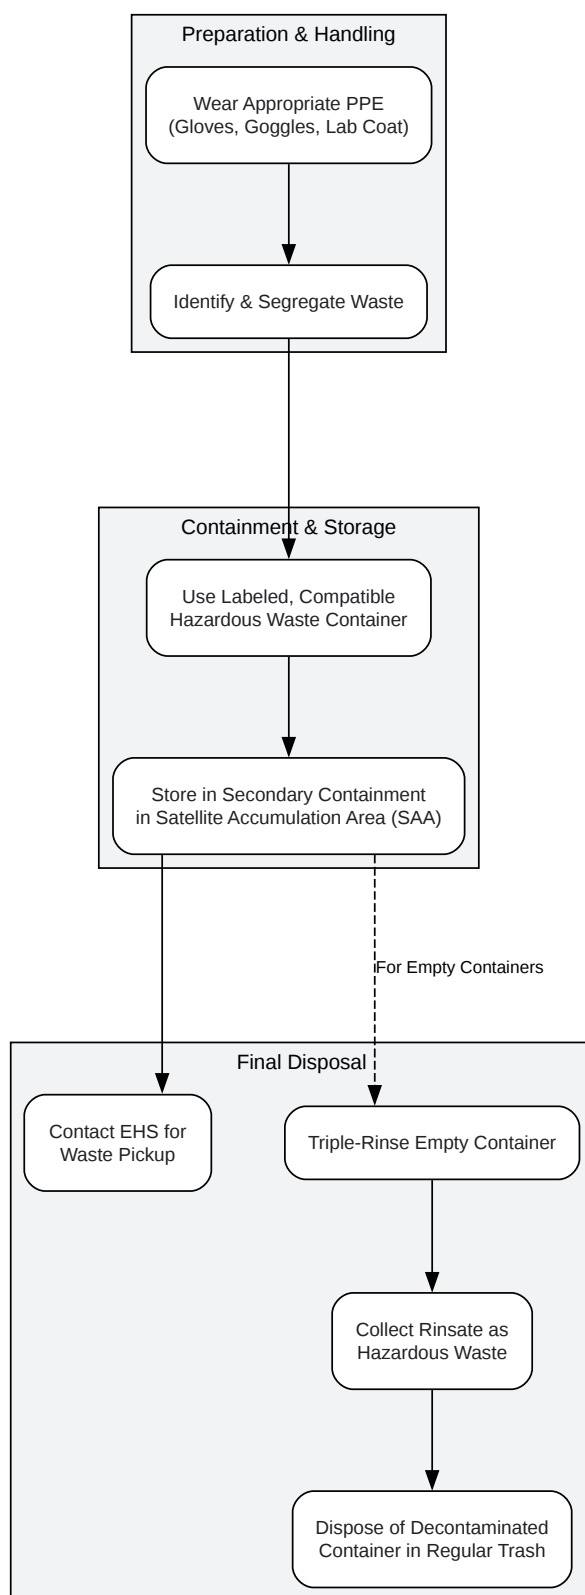 Preparation & Handling
Wear Appropriate PPE
(Gloves, Goggles, Lab Coat)
Identify & Segregate Waste
Containment & Storage
Use Labeled, Compatible
Hazardous Waste Container
Store in Secondary Containment
in Satellite Accumulation Area (SAA)
For Empty Containers
Final Disposal
Contact EHS for
Waste Pickup
Triple-Rinse Empty Container
Collect Rinsate as
Hazardous Waste
Dispose of Decontaminated
Container in Regular Trash